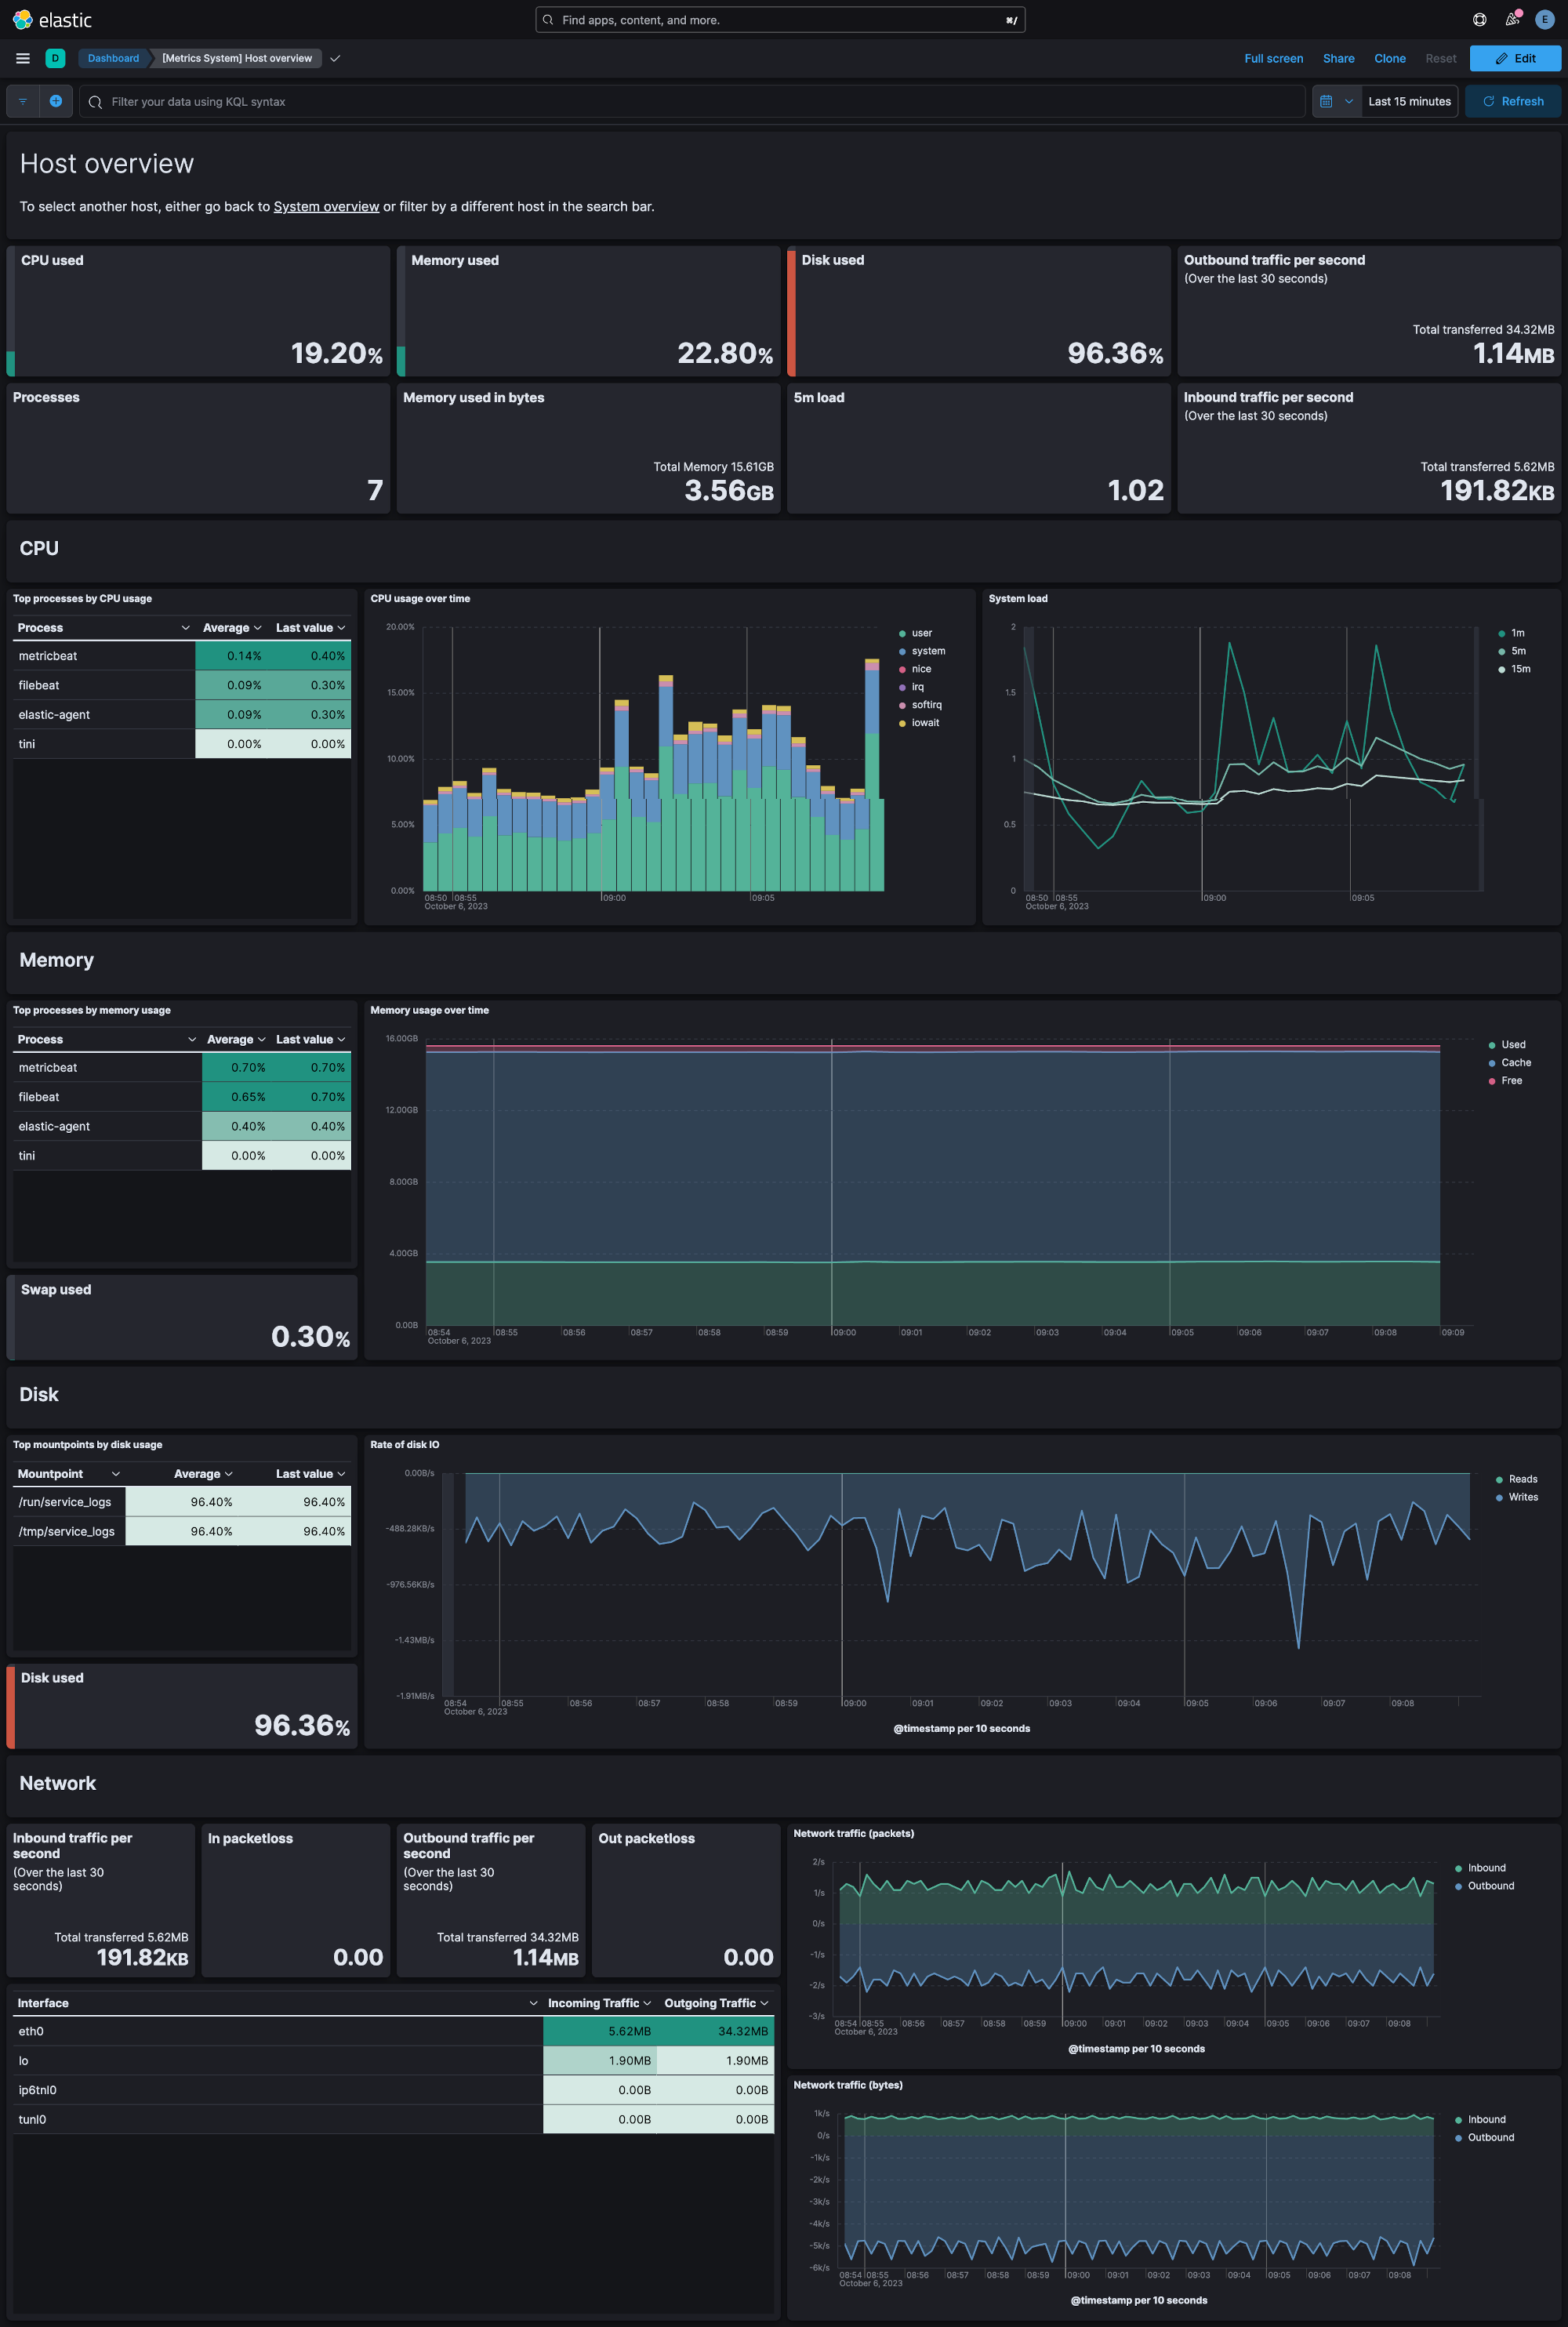 elastic
Find apps, content, and more.
⌘/
E
D
Dashboard
[Metrics System] Host overview
Full screen
Share
Clone
Reset
Edit
Filter your data using KQL syntax
Last 15 minutes
Refresh
Host overview
To select another host, either go back to System overview or filter by a different host in the search bar.
CPU used
19.20%
Memory used
22.80%
Disk used
96.36%
Outbound traffic per second
(Over the last 30 seconds)
Total transferred 34.32MB
1.14MB
Processes
7
Memory used in bytes
Total Memory 15.61GB
3.56GB
5m load
1.02
Inbound traffic per second
(Over the last 30 seconds)
Total transferred 5.62MB
191.82KB
CPU
Top processes by CPU usage
Process Average Last value
metricbeat 0.14% 0.40%
filebeat 0.09% 0.30%
elastic-agent 0.09% 0.30%
tini 0.00% 0.00%
CPU usage over time
20.00%
15.00%
10.00%
5.00%
0.00%
08:50 08:55 09:00 09:05
October 6, 2023
user
system
nice
irq
softirq
iowait
System load
2
1.5
1
0.5
0
08:50 08:55 09:00 09:05
October 6, 2023
1m
5m
15m
Memory
Top processes by memory usage
Process Average Last value
metricbeat 0.70% 0.70%
filebeat 0.65% 0.70%
elastic-agent 0.40% 0.40%
tini 0.00% 0.00%
Swap used
0.30%
Memory usage over time
16.00GB
12.00GB
8.00GB
4.00GB
0.00B
08:54 08:55 08:56 08:57 08:58 08:59 09:00 09:01 09:02 09:03 09:04 09:05 09:06 09:07 09:08 09:09
October 6, 2023
Used
Cache
Free
Disk
Top mountpoints by disk usage
Mountpoint Average Last value
/run/service_logs 96.40% 96.40%
/tmp/service_logs 96.40% 96.40%
Disk used
96.36%
Rate of disk IO
0.00B/s
-488.28KB/s
-976.56KB/s
-1.43MB/s
-1.91MB/s
08:54 08:55 08:56 08:57 08:58 08:59 09:00 09:01 09:02 09:03 09:04 09:05 09:06 09:07 09:08
October 6, 2023
@timestamp per 10 seconds
Reads
Writes
Network
Inbound traffic per
second
(Over the last 30
seconds)
Total transferred 5.62MB
191.82KB
In packetloss
0.00
Outbound traffic per
second
(Over the last 30
seconds)
Total transferred 34.32MB
1.14MB
Out packetloss
0.00
Interface Incoming Traffic Outgoing Traffic
eth0 5.62MB 34.32MB
lo 1.90MB 1.90MB
ip6tnl0 0.00B 0.00B
tunl0 0.00B 0.00B
Network traffic (packets)
2/s
1/s
0/s
-1/s
-2/s
-3/s
08:54 08:55 08:56 08:57 08:58 08:59 09:00 09:01 09:02 09:03 09:04 09:05 09:06 09:07 09:08
October 6, 2023
@timestamp per 10 seconds
Inbound
Outbound
Network traffic (bytes)
1k/s
0/s
-1k/s
-2k/s
-3k/s
-4k/s
-5k/s
-6k/s
08:54 08:55 08:56 08:57 08:58 08:59 09:00 09:01 09:02 09:03 09:04 09:05 09:06 09:07 09:08
October 6, 2023
@timestamp per 10 seconds
Inbound
Outbound